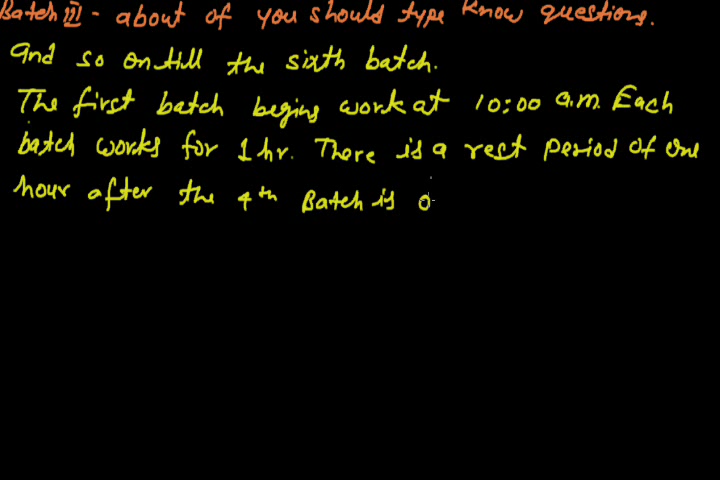 Batch III - about of you should type know questions.
and so on till the sixth batch.
The first batch begins work at 10:00 a.m. Each
batch works for 1 hr. There is a rest period of one
hour after the 4th Batch is o